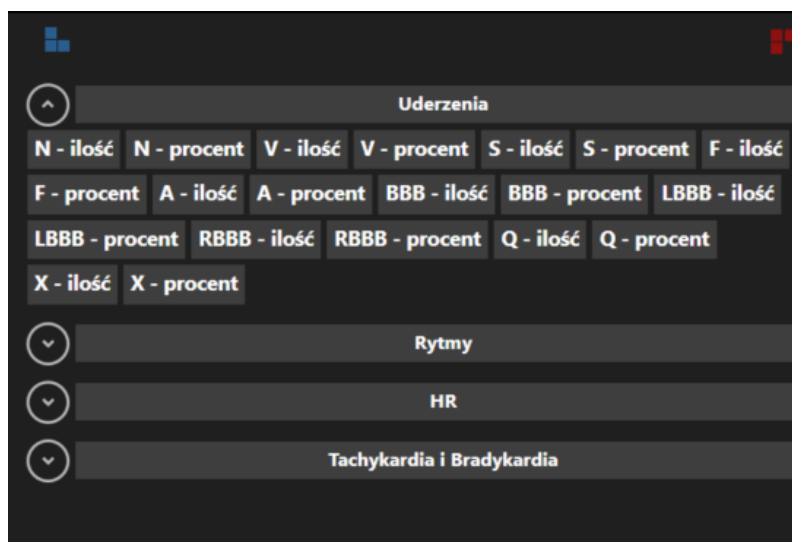 Uderzenia
N - ilość N - procent V - ilość V - procent S - ilość S - procent F - ilość
F - procent A - ilość A - procent BBB - ilość BBB - procent LBBB - ilość
LBBB - procent RBBB - ilość RBBB - procent Q - ilość Q - procent
X - ilość X - procent
Rytmy
HR
Tachykardia i Bradykardia